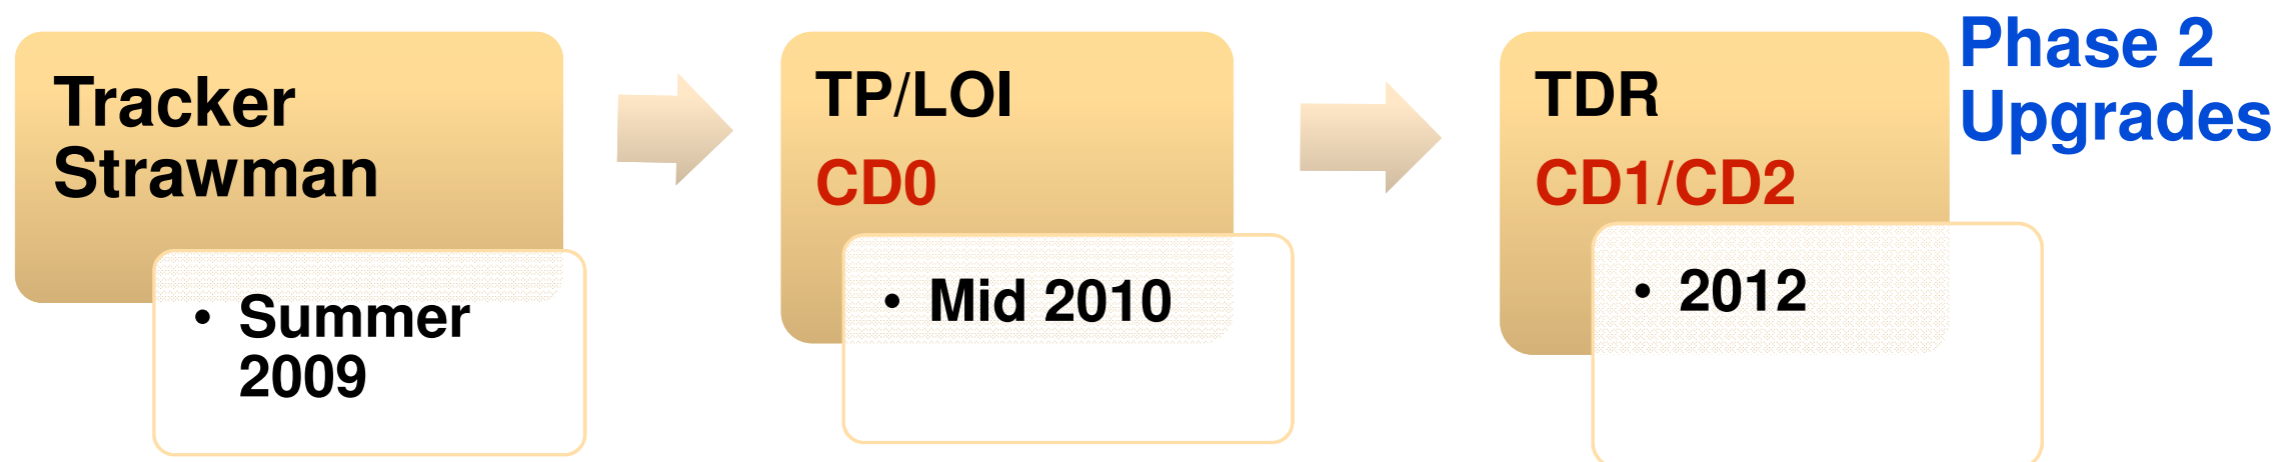 Tracker
Strawman
• Summer
2009
TP/LOI
CD0
• Mid 2010
TDR
CD1/CD2
• 2012
Phase 2
Upgrades